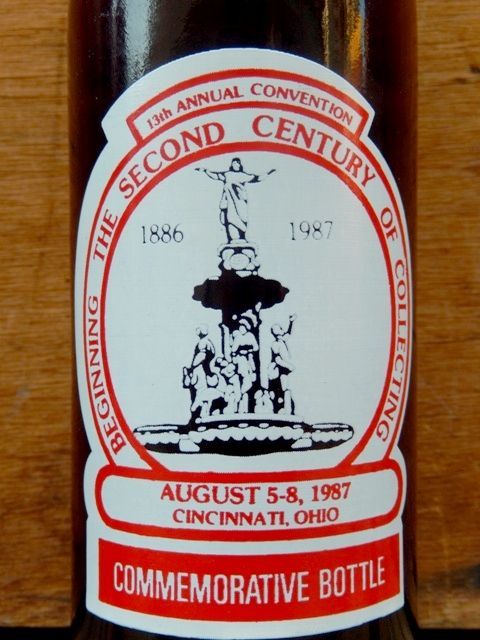 13th ANNUAL CONVENTION
BEGINNING THE SECOND CENTURY OF COLLECTING
1886 1987
AUGUST 5-8, 1987
CINCINNATI, OHIO
COMMEMORATIVE BOTTLE